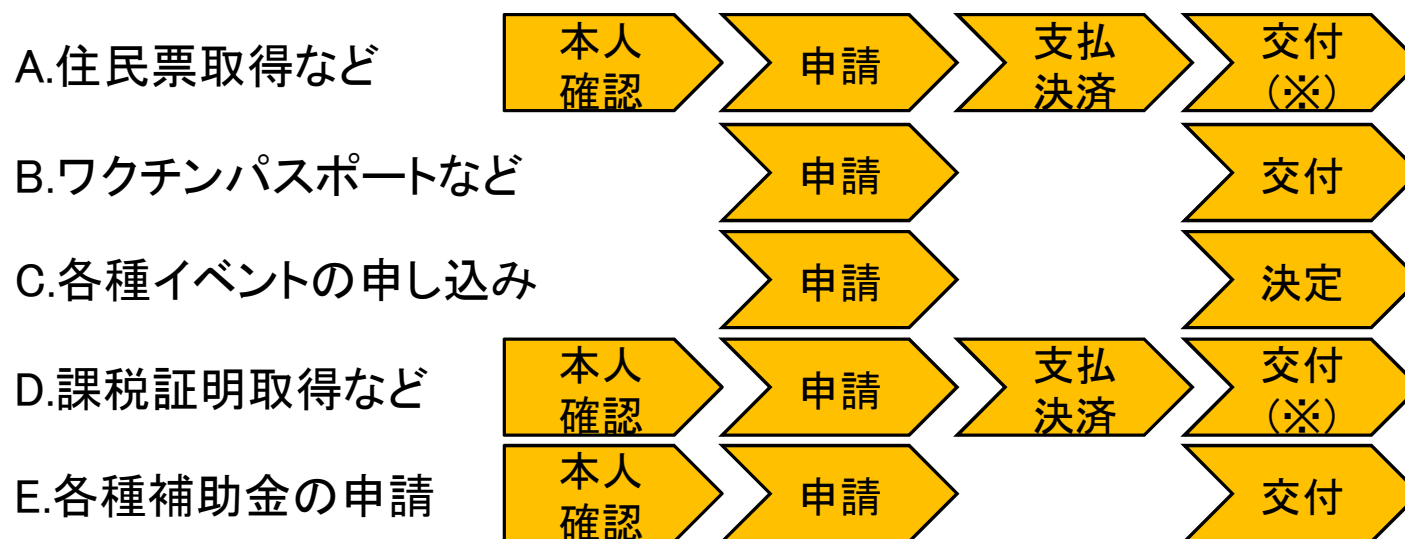 A.住民票取得など
本人
確認
申請
支払
決済
交付
(※)
B.ワクチンパスポートなど
申請
交付
C.各種イベントの申し込み
申請
決定
D.課税証明取得など
本人
確認
申請
支払
決済
交付
(※)
E.各種補助金の申請
本人
確認
申請
交付